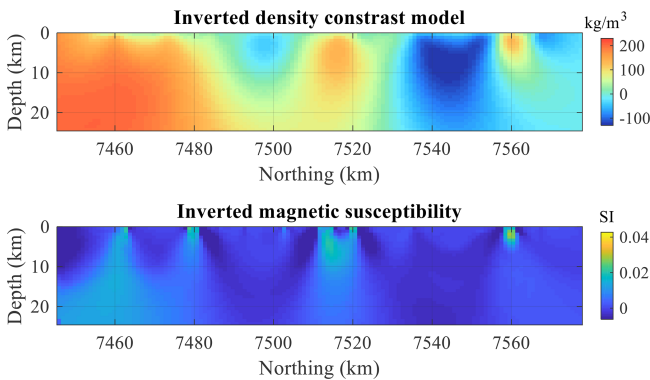 Inverted density constrast model
kg/m³
0
10
20
Depth (km)
200
100
0
-100
7460 7480 7500 7520 7540 7560
Northing (km)
Inverted magnetic susceptibility
SI
0
10
20
Depth (km)
0.04
0.02
0
7460 7480 7500 7520 7540 7560
Northing (km)